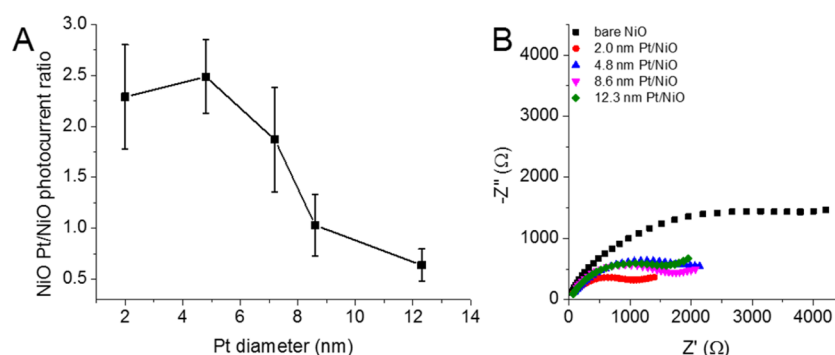 A
NiO Pt/NiO photocurrent ratio
3.0
2.5
2.0
1.5
1.0
0.5
2 4 6 8 10 12 14
Pt diameter (nm)
B
bare NiO
2.0 nm Pt/NiO
4.8 nm Pt/NiO
8.6 nm Pt/NiO
12.3 nm Pt/NiO
-Z'' (Ω)
4000
3000
2000
1000
0
0 1000 2000 3000 4000
Z' (Ω)